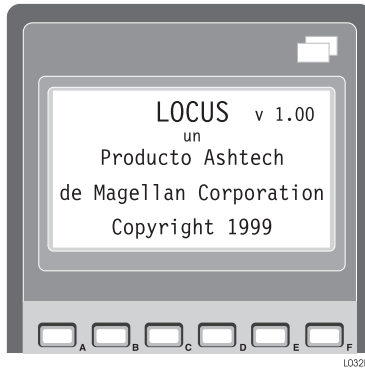 LOCUS v 1.00
un
Producto Ashtech
de Magellan Corporation
Copyright 1999
A B C D E F